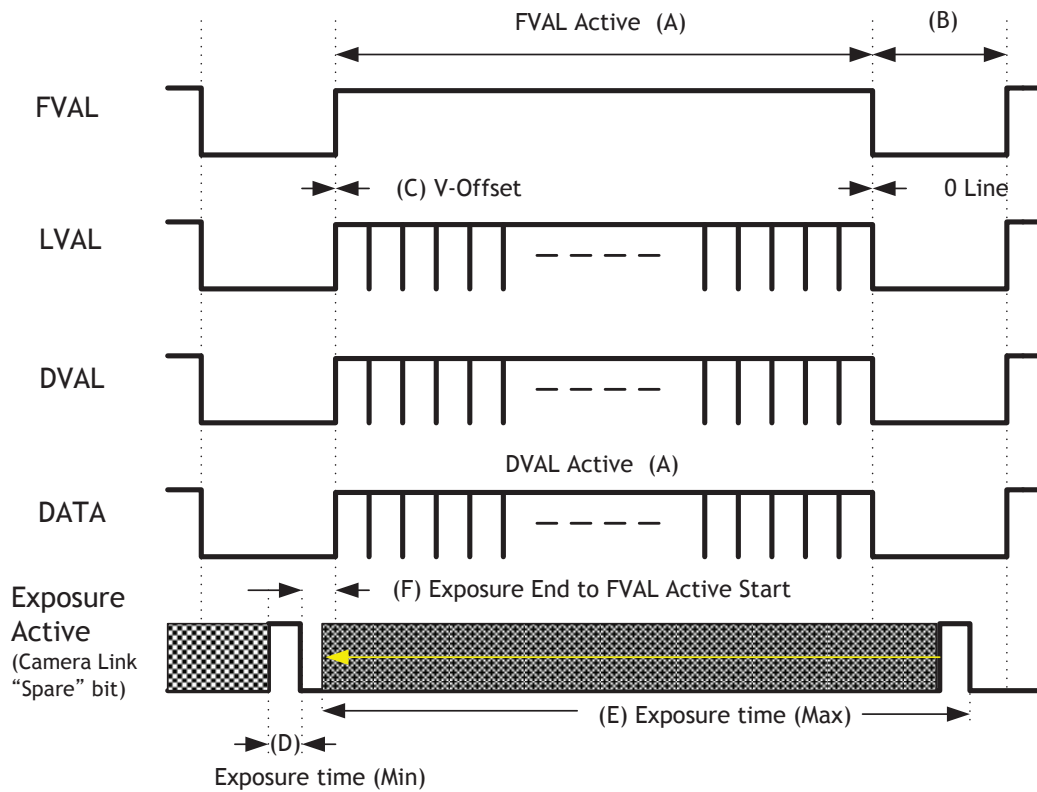 FVAL Active (A)
(B)
FVAL
(C) V-Offset
0 Line
LVAL
DVAL
DVAL Active (A)
DATA
(F) Exposure End to FVAL Active Start
Exposure
Active
(Camera Link
“Spare” bit)
(E) Exposure time (Max)
(D)
Exposure time (Min)